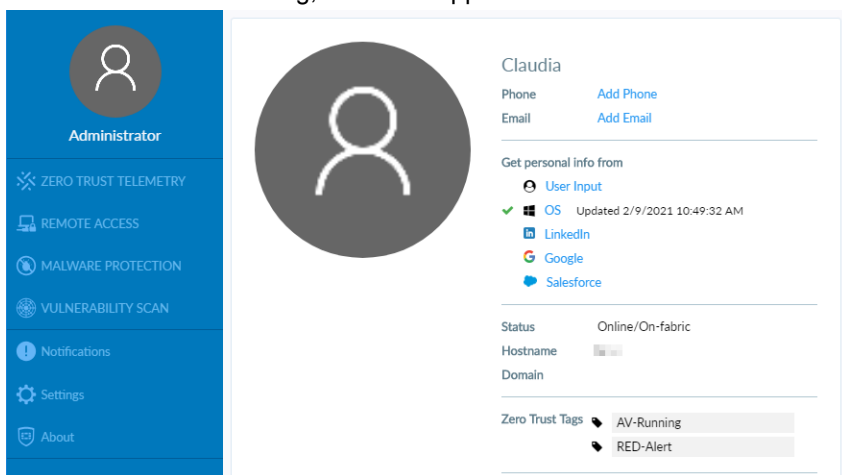 Administrator
ZERO TRUST TELEMETRY
REMOTE ACCESS
MALWARE PROTECTION
VULNERABILITY SCAN
Notifications
Settings
About
Claudia
Phone Add Phone
Email Add Email
Get personal info from
User Input
OS Updated 2/9/2021 10:49:32 AM
LinkedIn
Google
Salesforce
Status Online/On-fabric
Hostname
Domain
Zero Trust Tags AV-Running
RED-Alert